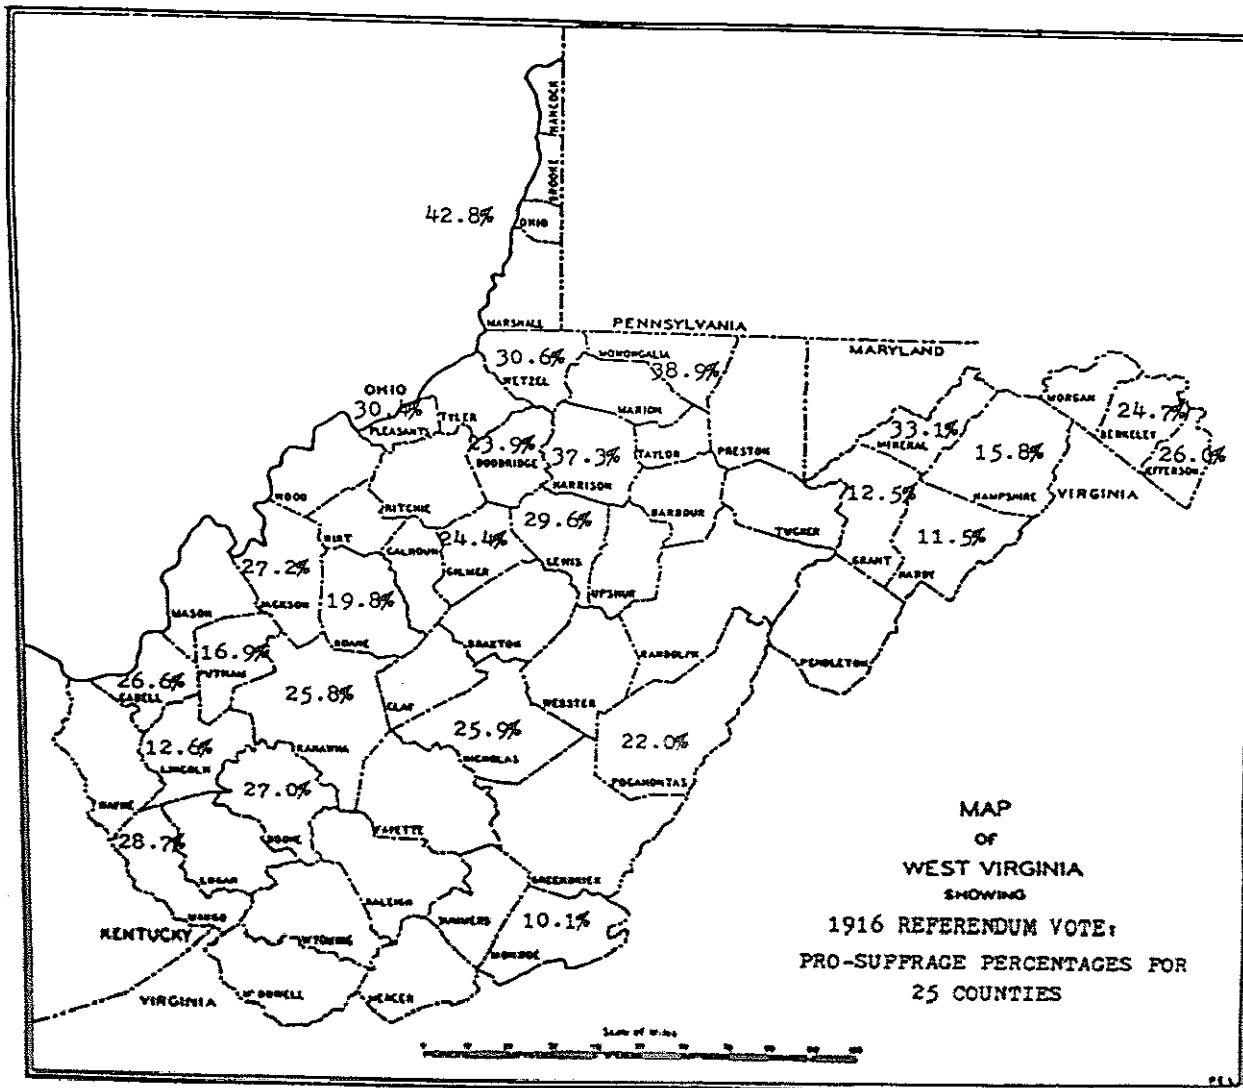 HANCOCK
BROOKE
42.8%
OHIO
MARSHALL
PENNSYLVANIA
MARYLAND
30.6%
WETZEL
MONONGALIA
38.9%
OHIO
30.4%
PLEASANTS
TYLER
MARION
23.9%
DODDRIDGE
37.3%
HARRISON
TAYLOR
PRESTON
33.1%
MINERAL
15.8%
HAMPSHIRE
MORGAN
24.7%
BERKELEY
26.0%
JEFFERSON
VIRGINIA
WOOD
RITCHIE
WIRT
CALHOUN
24.4%
GILMER
29.6%
LEWIS
BARBOUR
UPSHUR
TUCKER
12.5%
GRANT
11.5%
HARDY
27.2%
JACKSON
19.8%
ROANE
MASON
16.9%
PUTNAM
26.6%
CABELL
25.8%
KANAWHA
CLAY
BRAXTON
RANDOLPH
PENDLETON
WEBSTER
25.9%
NICHOLAS
22.0%
POCAHONTAS
12.6%
LINCOLN
27.0%
BOONE
WAYNE
28.7%
LOGAN
MINGO
FAYETTE
GREENBRIER
RALEIGH
SUMMERS
10.1%
MONROE
WYOMING
MCDOWELL
MERCER
KENTUCKY
VIRGINIA
MAP
OF
WEST VIRGINIA
SHOWING
1916 REFERENDUM VOTE:
PRO-SUFFRAGE PERCENTAGES FOR
25 COUNTIES
Scale of Miles